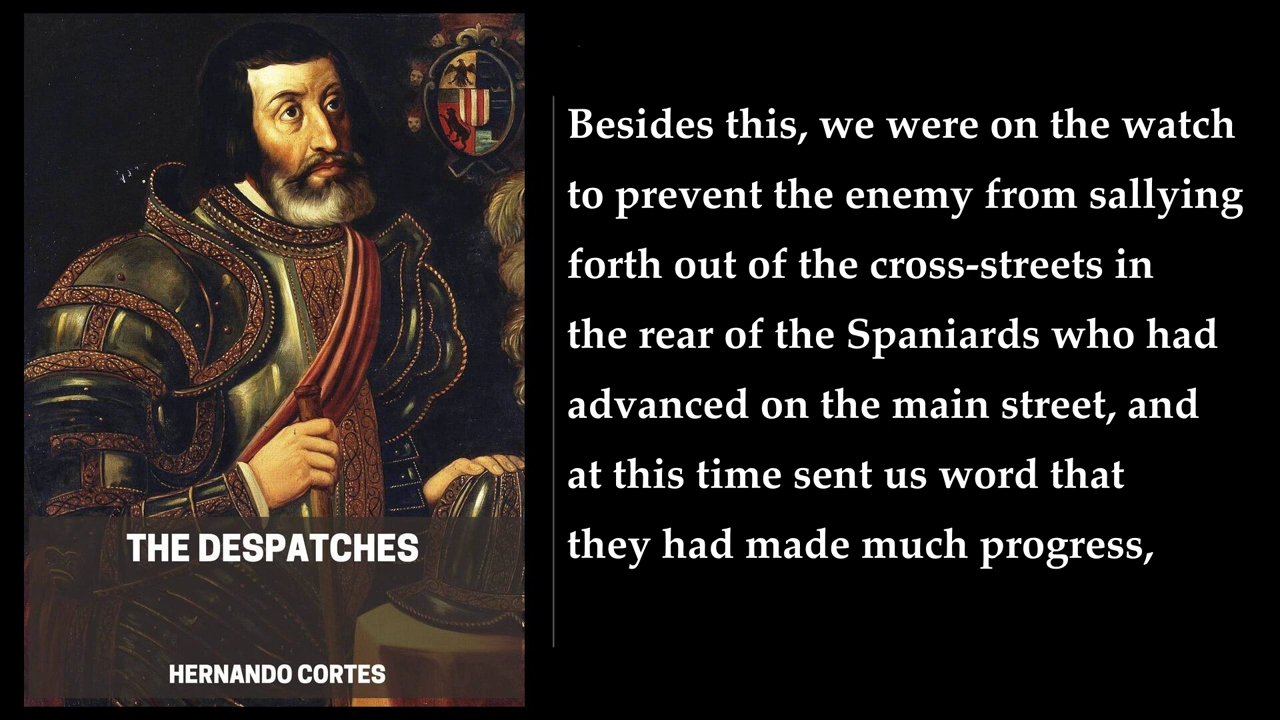 THE DESPATCHES
HERNANDO CORTES
Besides this, we were on the watch
to prevent the enemy from sallying
forth out of the cross-streets in
the rear of the Spaniards who had
advanced on the main street, and
at this time sent us word that
they had made much progress,